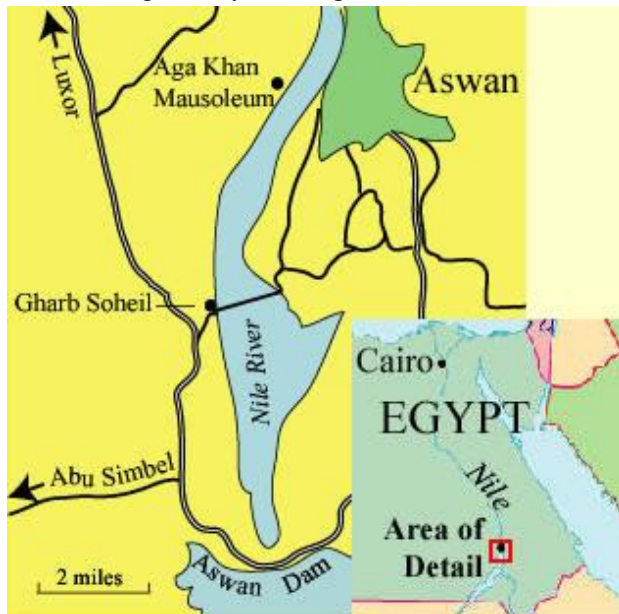 Luxor
Aga Khan
Mausoleum
Aswan
Gharb Soheil
Nile River
Abu Simbel
2 miles
Aswan Dam
Cairo
EGYPT
Nile
Area of
Detail